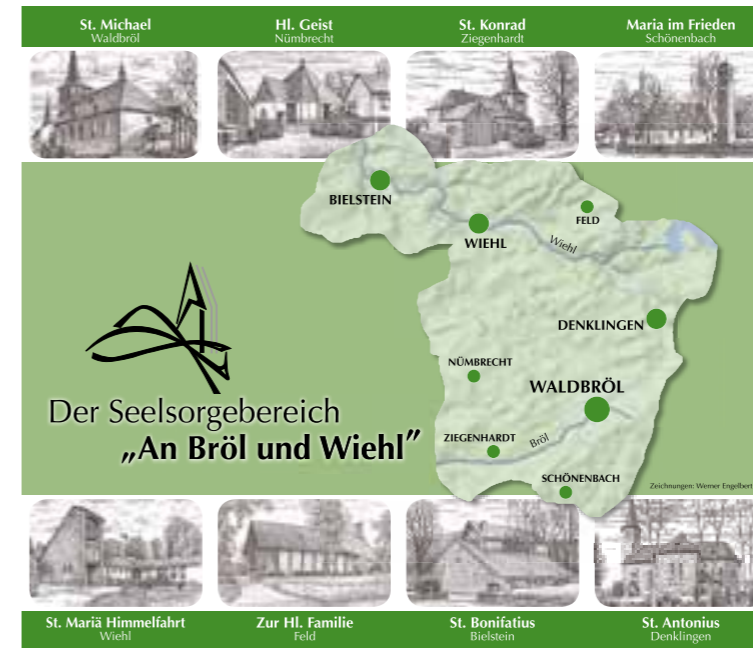 St. Michael
Waldbröl
Hl. Geist
Nümbrecht
St. Konrad
Ziegenhardt
Maria im Frieden
Schönenbach
BIELSTEIN
WIEHL
FELD
Wiehl
DENKLINGEN
NÜMBRECHT
WALDBRÖL
ZIEGENHARDT
Bröl
SCHÖNENBACH
Der Seelsorgebereich
„An Bröl und Wiehl”
Zeichnungen: Werner Engelbert
St. Mariä Himmelfahrt
Wiehl
Zur Hl. Familie
Feld
St. Bonifatius
Bielstein
St. Antonius
Denklingen